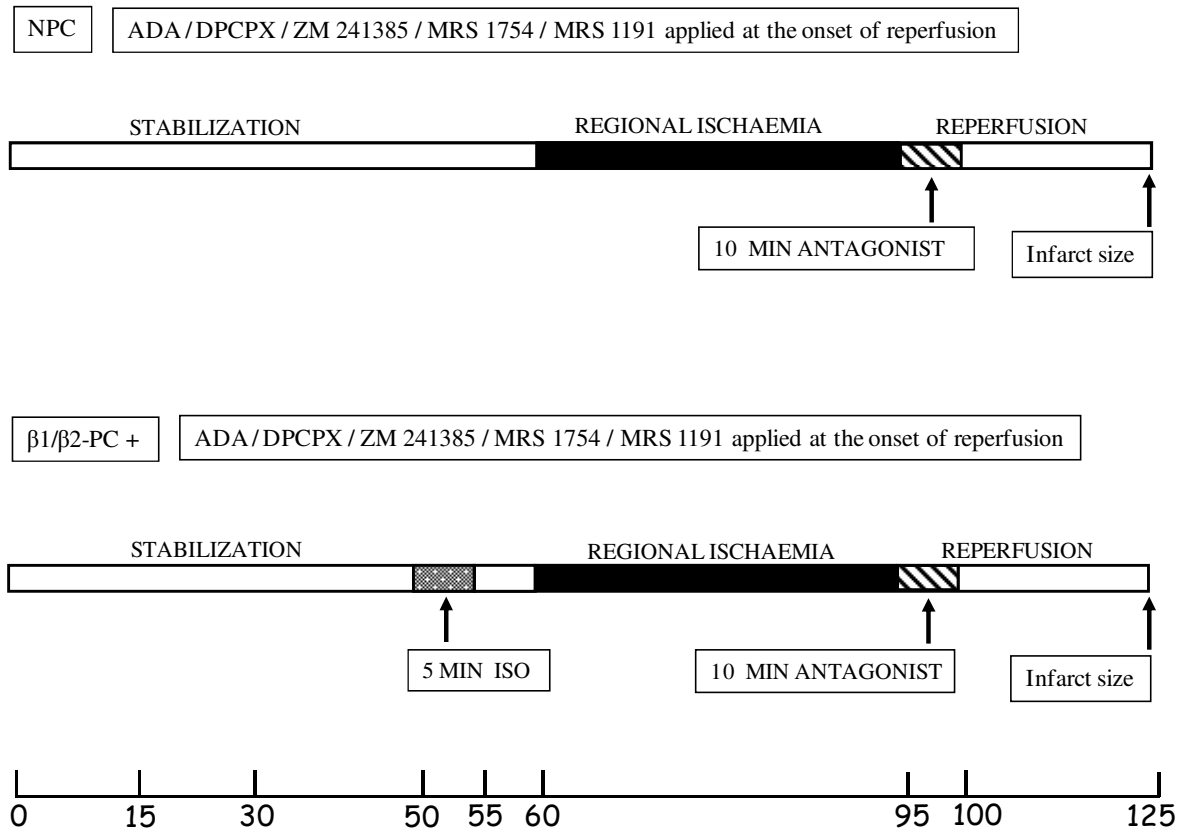 NPC ADA / DPCPX / ZM 241385 / MRS 1754 / MRS 1191 applied at the onset of reperfusion
STABILIZATION REGIONAL ISCHAEMIA REPERFUSION
10 MIN ANTAGONIST Infarct size
β1/β2-PC + ADA / DPCPX / ZM 241385 / MRS 1754 / MRS 1191 applied at the onset of reperfusion
STABILIZATION REGIONAL ISCHAEMIA REPERFUSION
5 MIN ISO 10 MIN ANTAGONIST Infarct size
0 15 30 50 55 60 95 100 125